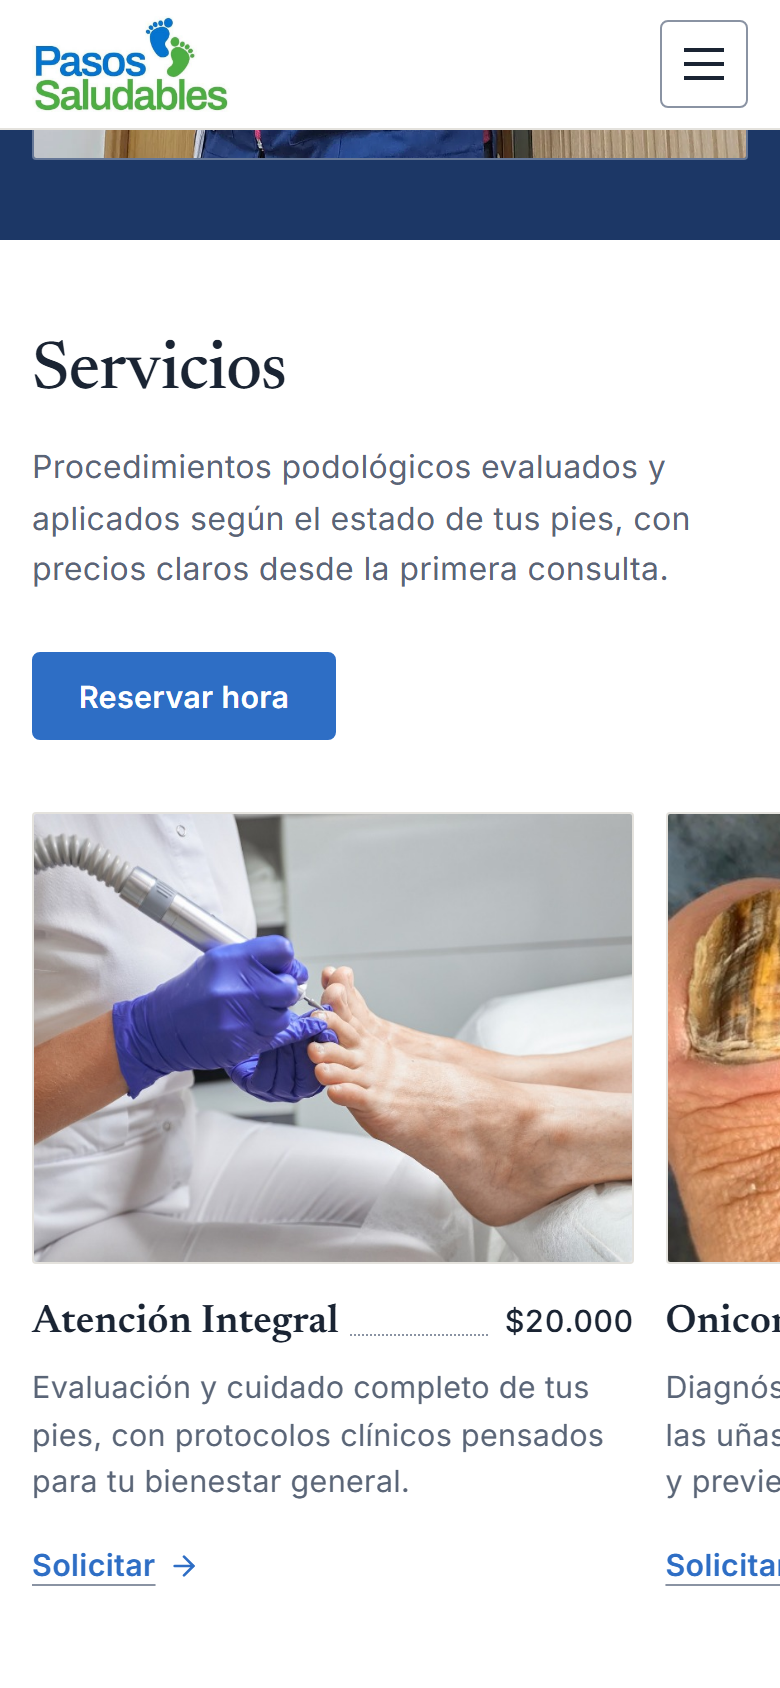 Pasos
Saludables
Servicios
Procedimientos podológicos evaluados y
aplicados según el estado de tus pies, con
precios claros desde la primera consulta.
Reservar hora
Atención Integral $20.000
Evaluación y cuidado completo de tus
pies, con protocolos clínicos pensados
para tu bienestar general.
Solicitar →
las uñas